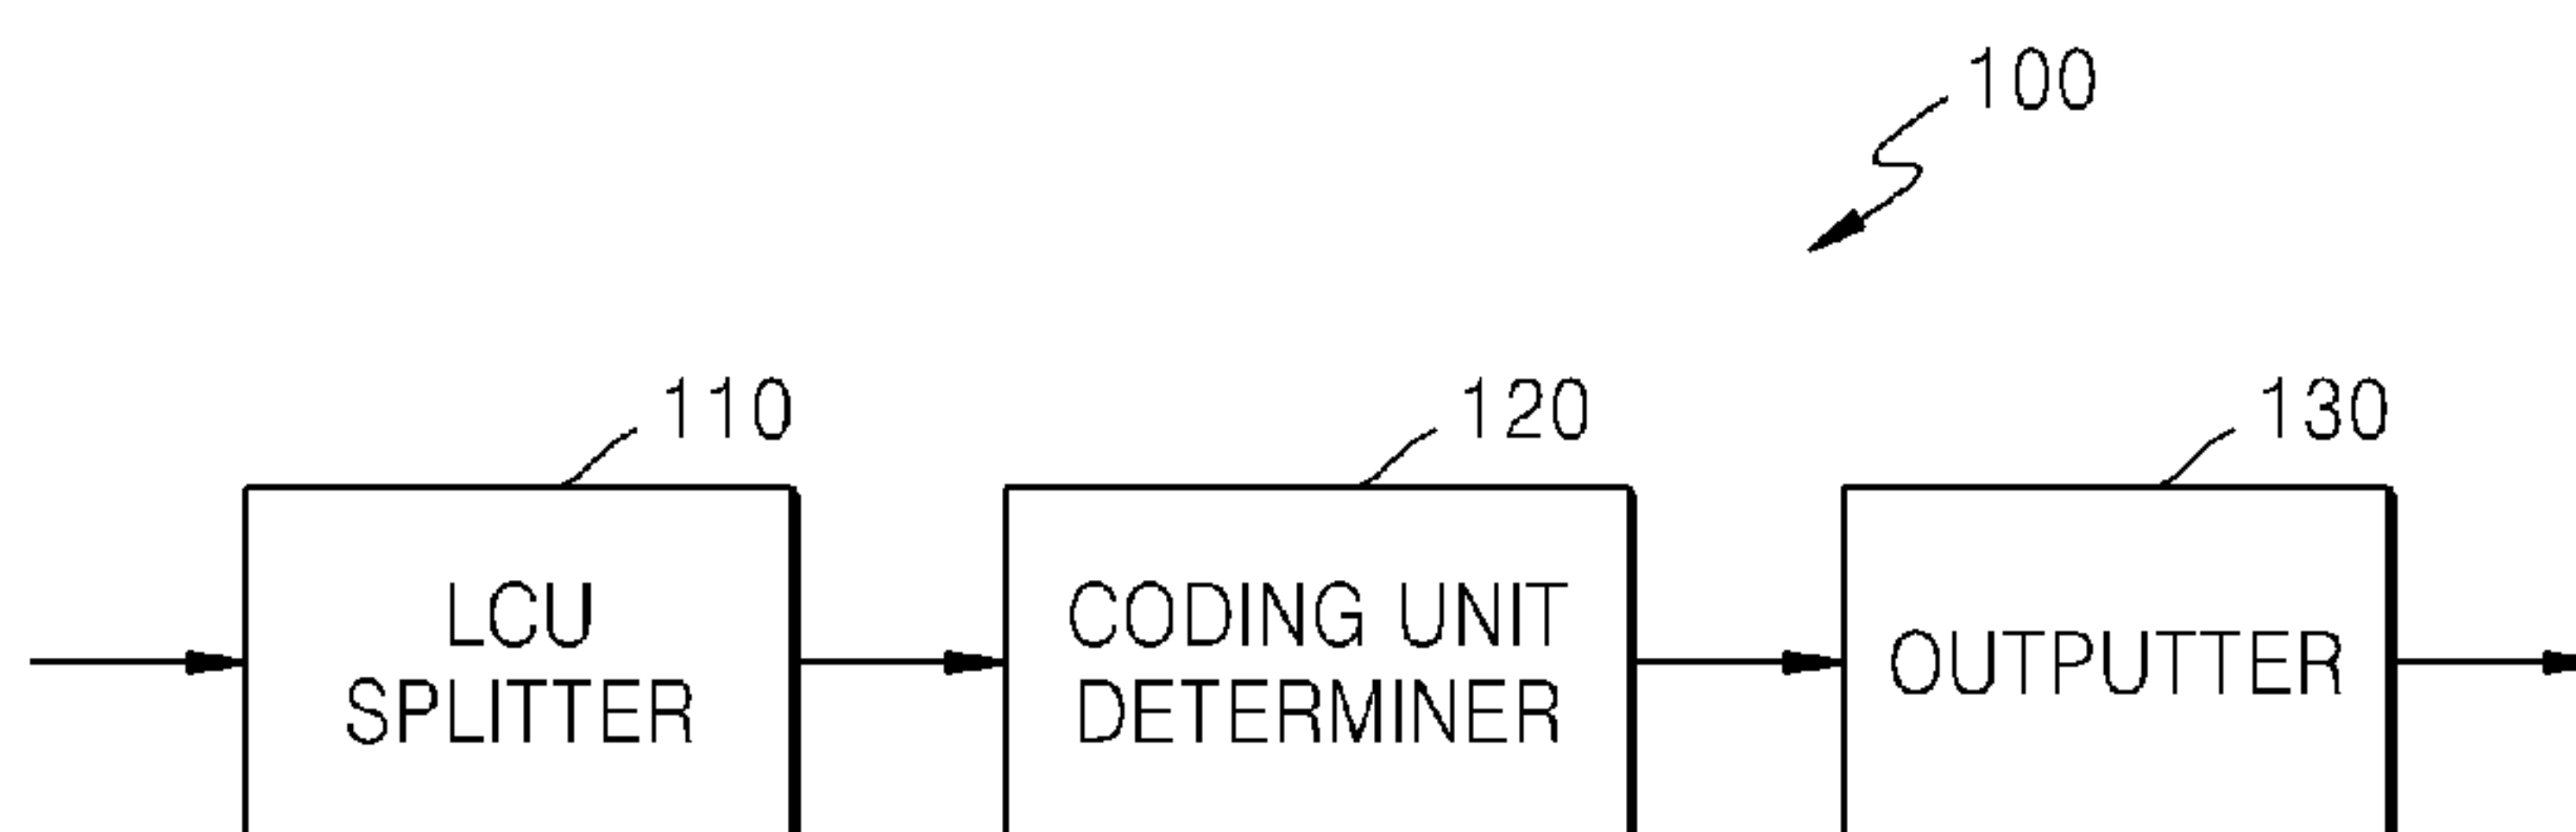 100
110
120
130
LCU
SPLITTER
CODING UNIT
DETERMINER
OUTPUTTER